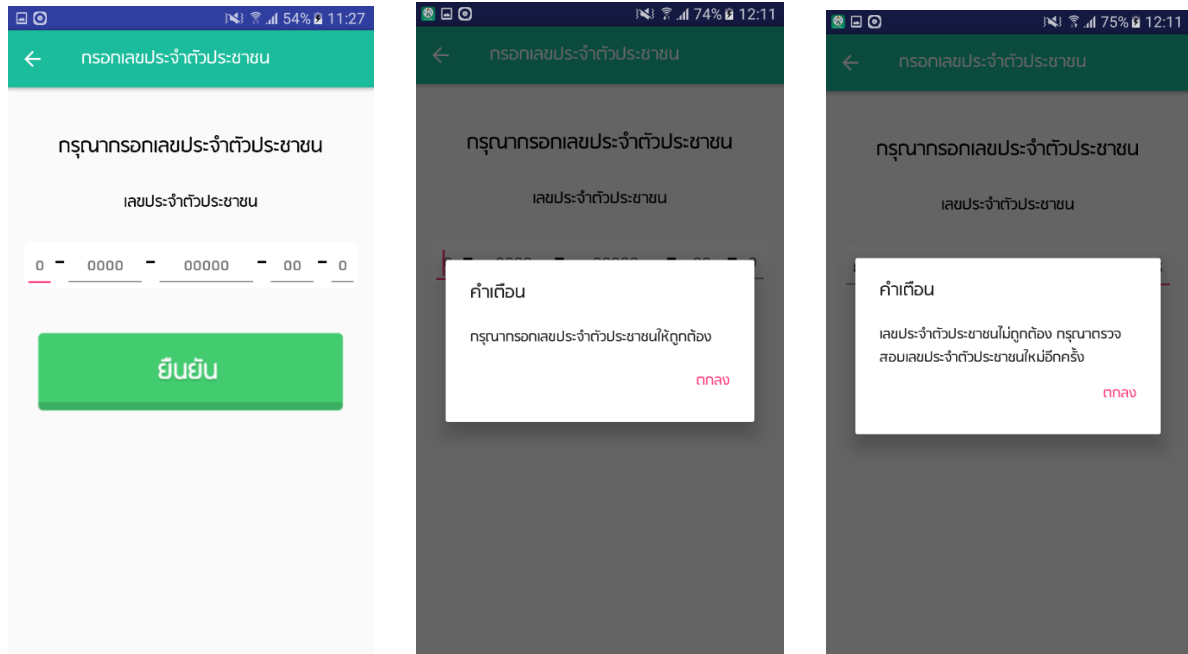 54% 11:27
กรอกเลขประจำตัวประชาชน
กรุณากรอกเลขประจำตัวประชาชน
เลขประจำตัวประชาชน
0 - 0000 - 00000 - 00 - 0
ยืนยัน
74% 12:11
กรอกเลขประจำตัวประชาชน
กรุณากรอกเลขประจำตัวประชาชน
เลขประจำตัวประชาชน
คำเตือน
กรุณากรอกเลขประจำตัวประชาชนให้ถูกต้อง
ตกลง
75% 12:11
กรอกเลขประจำตัวประชาชน
กรุณากรอกเลขประจำตัวประชาชน
เลขประจำตัวประชาชน
คำเตือน
เลขประจำตัวประชาชนไม่ถูกต้อง กรุณาตรวจ
สอบเลขประจำตัวประชาชนใหม่อีกครั้ง
ตกลง